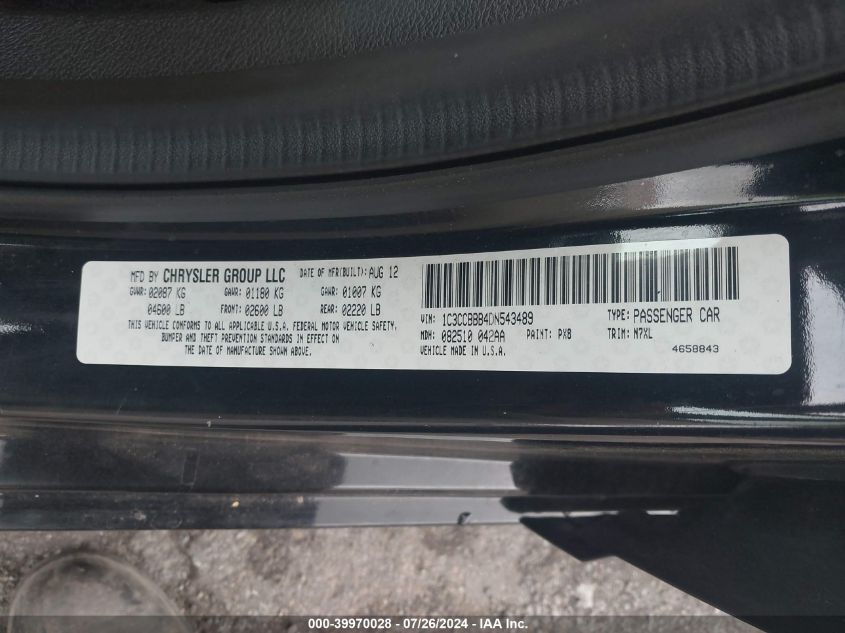 MFD BY CHRYSLER GROUP LLC DATE OF MFR(BUILT): AUG 12
GVWR: 02087 KG GAWR: 01180 KG GAWR: 01007 KG
04600 LB FRONT: 02600 LB REAR: 02220 LB
THIS VEHICLE CONFORMS TO ALL APPLICABLE U.S.A. FEDERAL MOTOR VEHICLE SAFETY,
BUMPER AND THEFT PREVENTION STANDARDS IN EFFECT ON
THE DATE OF MANUFACTURE SHOWN ABOVE.
VIN: 1C3CCBBB4DN543489 TYPE: PASSENGER CAR
MDH: 082510 042AA PAINT: PX8 TRIM: M7XL
VEHICLE MADE IN U.S.A. 4658843
000-39970028 - 07/26/2024 - IAA Inc.